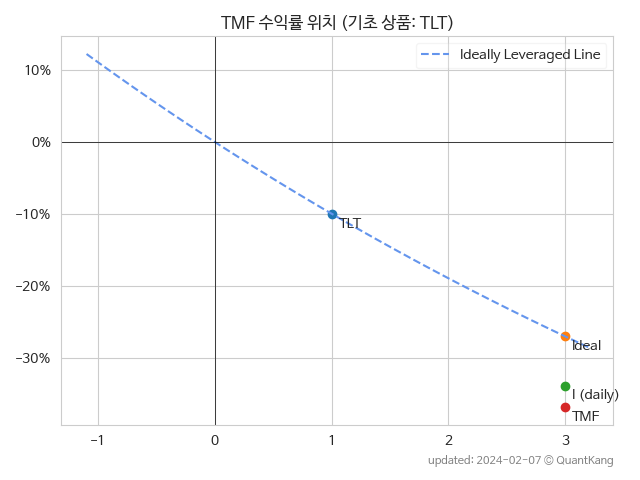 TMF 수익률 위치 (기초 상품: TLT)
Ideally Leveraged Line
10%
0%
−10%
−20%
−30%
TLT
Ideal
I (daily)
TMF
−1 0 1 2 3
updated: 2024-02-07 © QuantKang